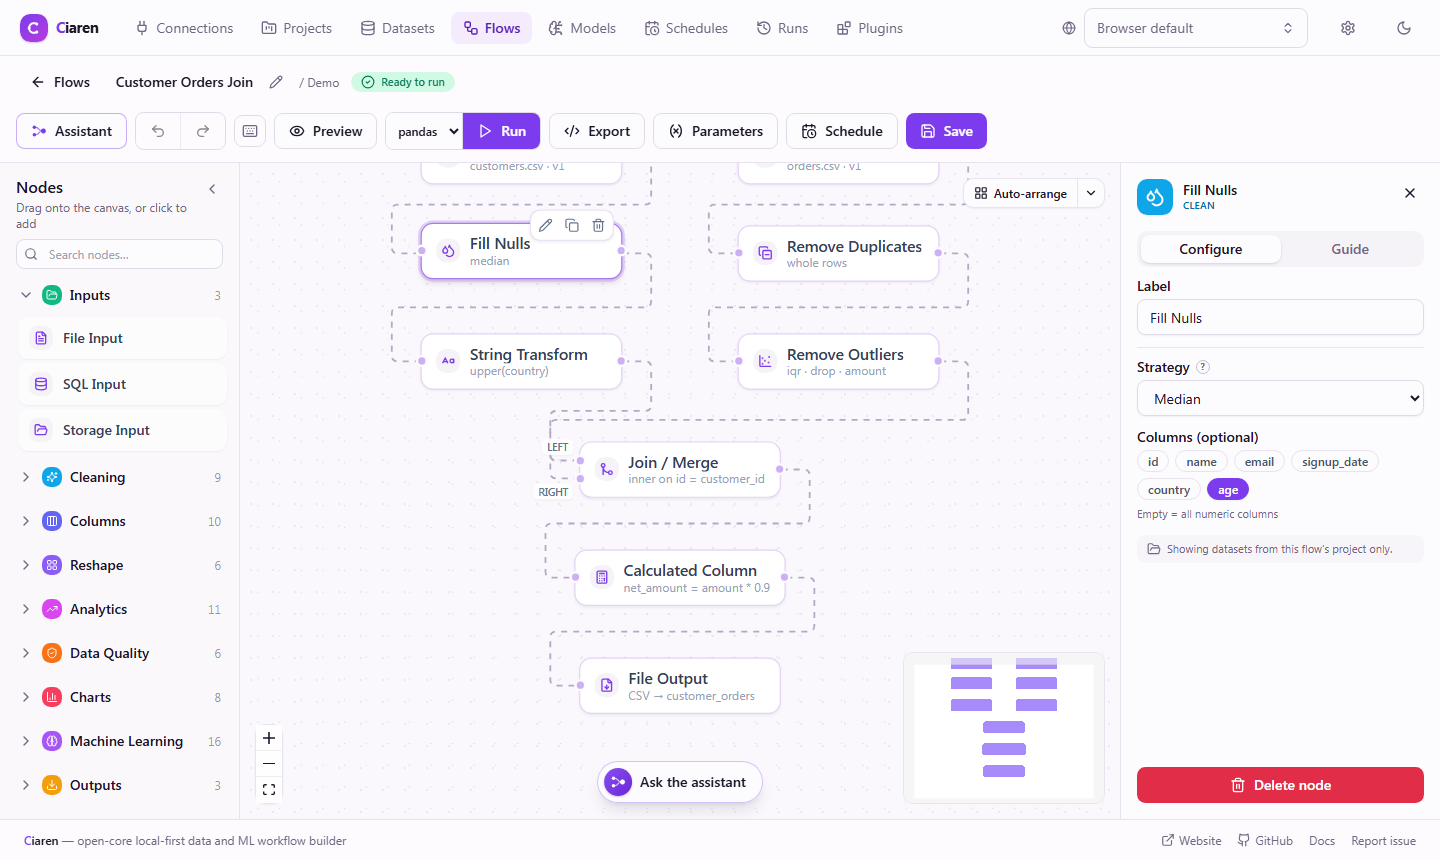 Ciaren
Connections
Projects
Datasets
Flows
Models
Schedules
Runs
Plugins
Browser default
Flows
Customer Orders Join
/ Demo
Ready to run
Assistant
Preview
pandas
Run
Export
Parameters
Schedule
Save
Nodes
Drag onto the canvas, or click to
add
Search nodes...
Inputs 3
File Input
SQL Input
Storage Input
Cleaning 9
Columns 10
Reshape 6
Analytics 11
Data Quality 6
Charts 8
Machine Learning 16
Outputs 3
customers.csv · v1
orders.csv · v1
Auto-arrange
Fill Nulls
median
Remove Duplicates
whole rows
String Transform
upper(country)
Remove Outliers
iqr · drop · amount
LEFT
Join / Merge
inner on id = customer_id
RIGHT
Calculated Column
net_amount = amount * 0.9
File Output
CSV → customer_orders
Ask the assistant
Fill Nulls
CLEAN
Configure
Guide
Label
Fill Nulls
Strategy ?
Median
Columns (optional)
id name email signup_date
country age
Empty = all numeric columns
Showing datasets from this flow's project only.
Delete node
Ciaren — open-core local-first data and ML workflow builder
Website
GitHub
Docs
Report issue